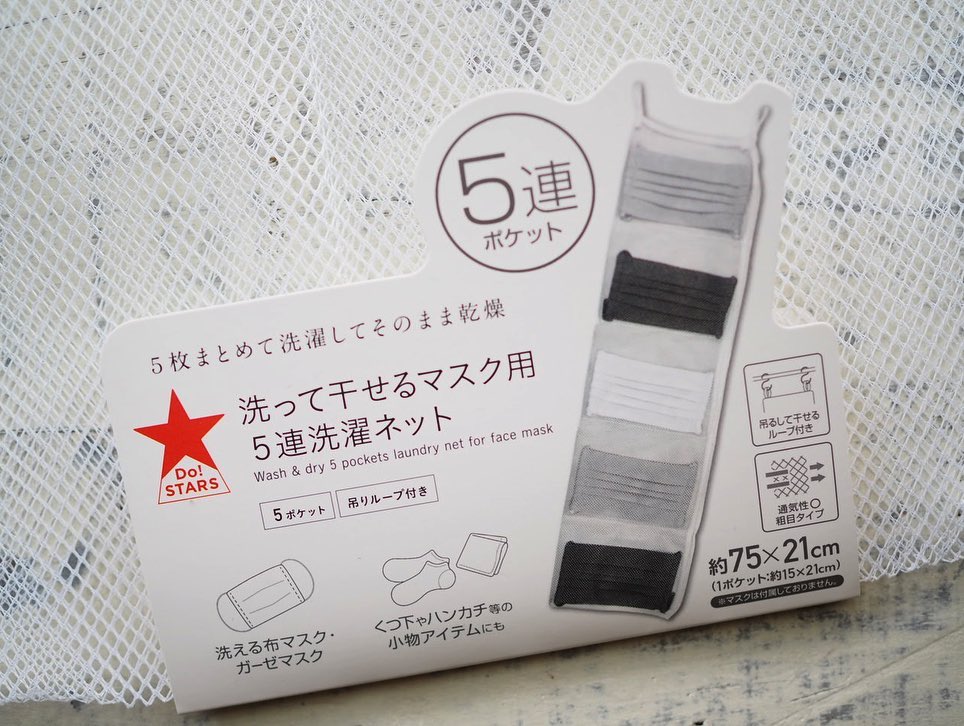 5連
ポケット
5枚まとめて洗濯してそのまま乾燥
洗って干せるマスク用
5連洗濯ネット
Wash & dry 5 pockets laundry net for face mask
Do!
STARS
5ポケット
吊りループ付き
洗える布マスク・
ガーゼマスク
くつ下やハンカチ等の
小物アイテムにも
吊るして干せる
ループ付き
通気性〇
粗目タイプ
約75×21cm
(1ポケット:約15×21cm)
※マスクは付属しておりません。